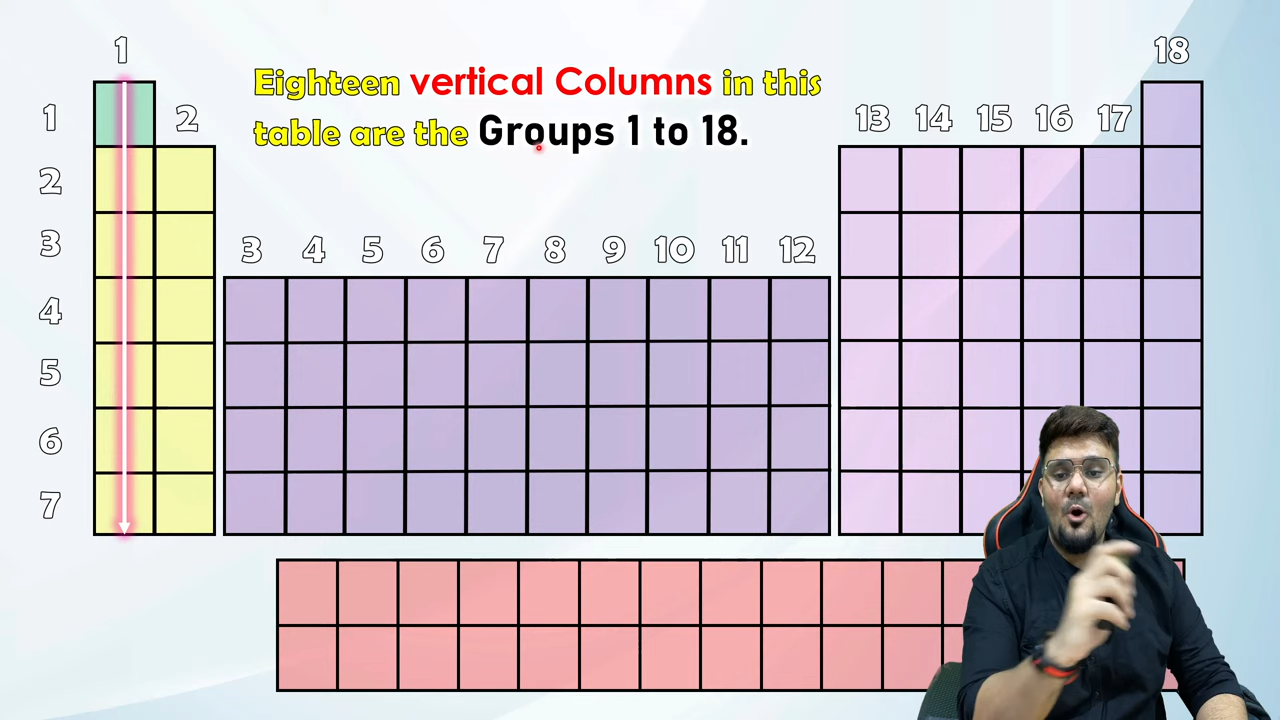 1
18
Eighteen vertical Columns in this
table are the Groups 1 to 18.
1
2
13 14 15 16 17
2
3
3 4 5 6 7 8 9 10 11 12
4
5
6
7